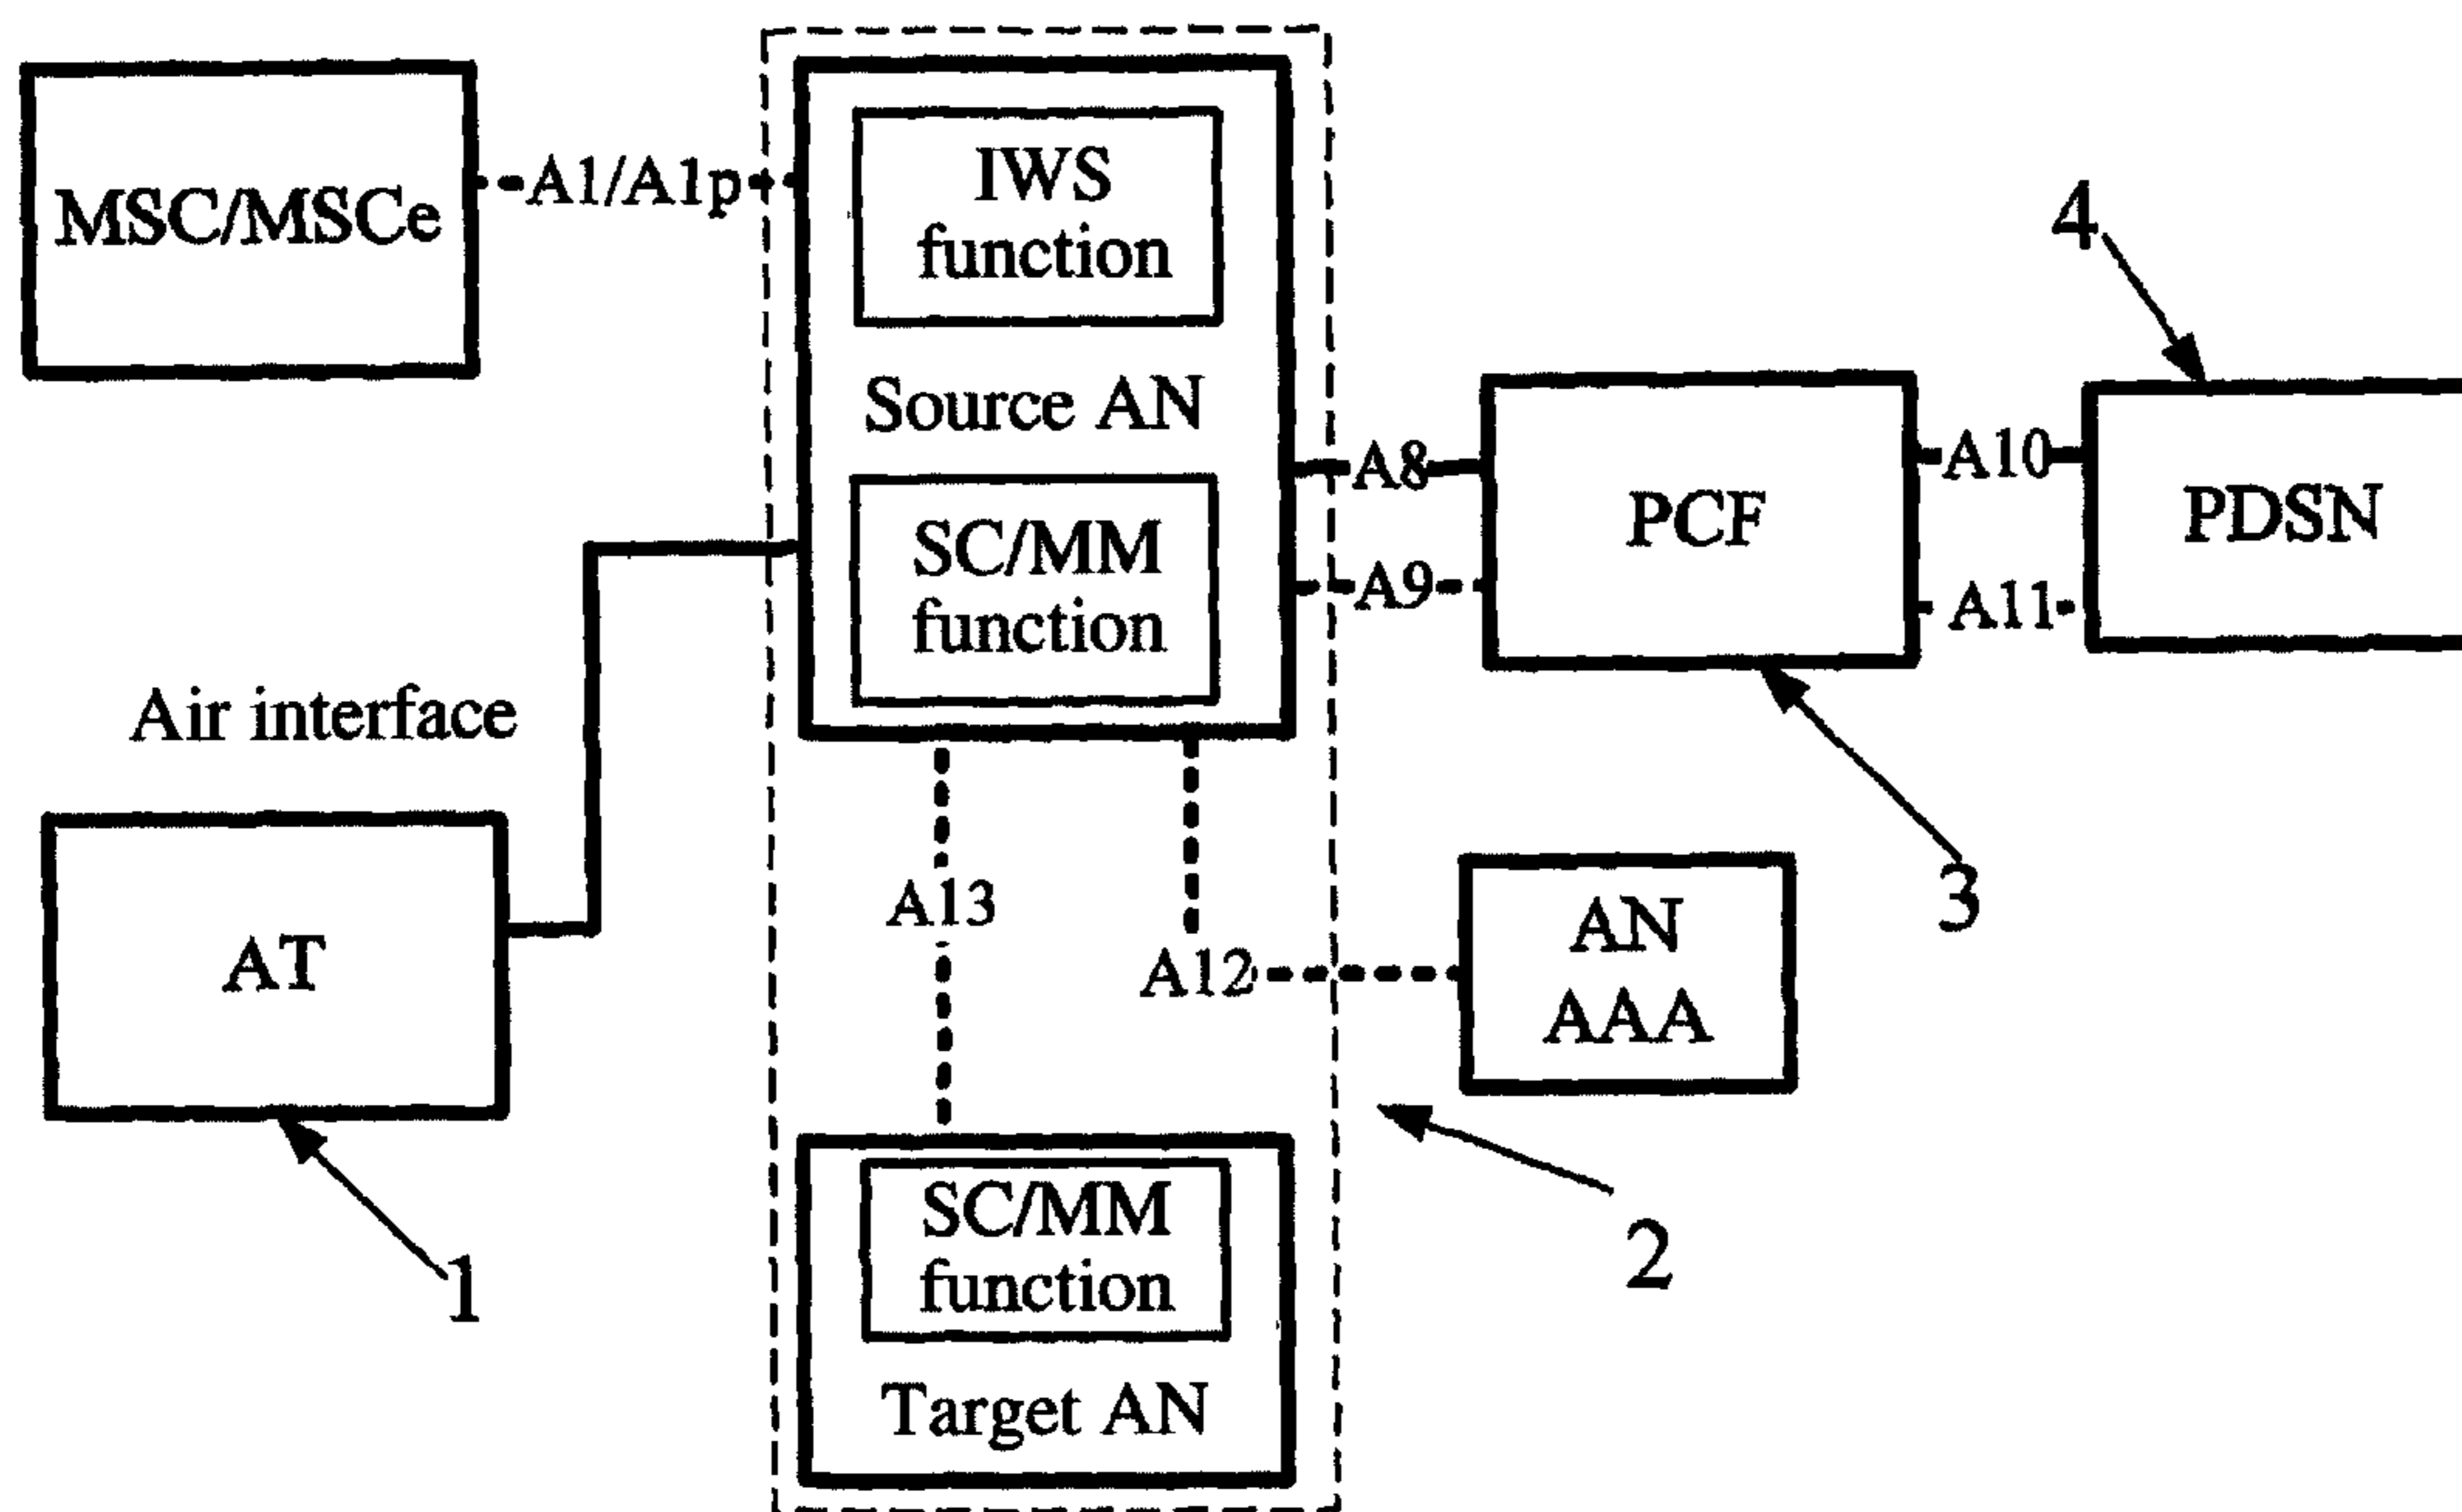 MSC/MSCe
A1/A1p
IWS
function
Source AN
SC/MM
function
A8
A9
PCF
A10
A11
PDSN
4
3
Air interface
AT
1
A13
A12
AN
AAA
2
SC/MM
function
Target AN